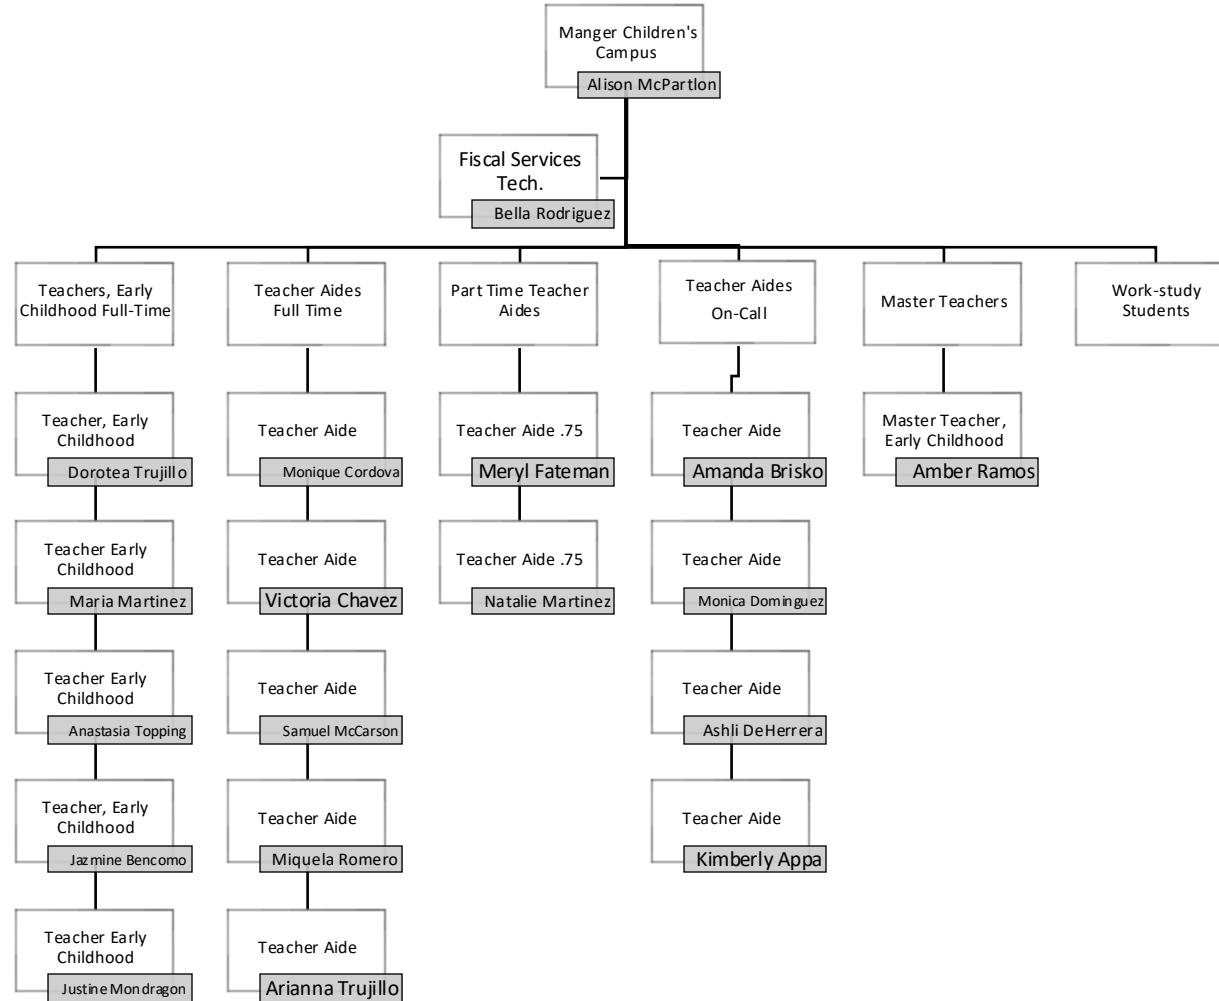 Manger Children's
Campus
Alison McPartlon
Fiscal Services
Tech.
Bella Rodriguez
Teachers, Early
Childhood Full-Time
Teacher Aides
Full Time
Part Time Teacher
Aides
Teacher Aides
On-Call
Master Teachers
Work-study
Students
Teacher, Early
Childhood
Dorotea Trujillo
Teacher Aide
Monique Cordova
Teacher Aide .75
Meryl Fateman
Teacher Aide
Amanda Brisko
Master Teacher,
Early Childhood
Amber Ramos
Teacher Early
Childhood
Maria Martinez
Teacher Aide
Victoria Chavez
Teacher Aide .75
Natalie Martinez
Teacher Aide
Monica Dominguez
Teacher Early
Childhood
Anastasia Topping
Teacher Aide
Samuel McCarson
Teacher Aide
Ashli DeHerrera
Teacher, Early
Childhood
Jazmine Bencomo
Teacher Aide
Miquela Romero
Teacher Aide
Kimberly Appa
Teacher Early
Childhood
Justine Mondragon
Teacher Aide
Arianna Trujillo